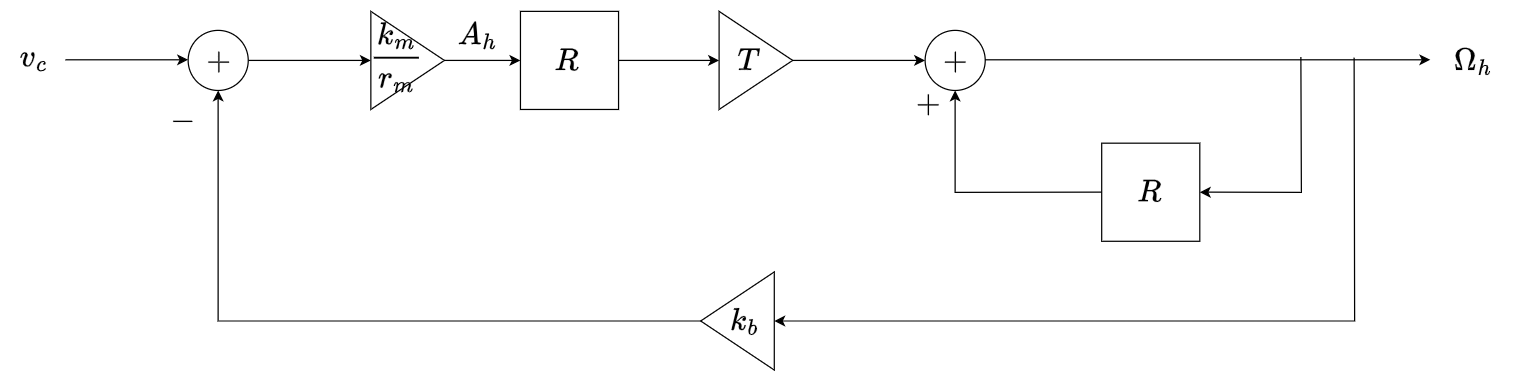 v_c
+
k_m
r_m
A_h
R
T
+
Ω_h
−
+
R
k_b